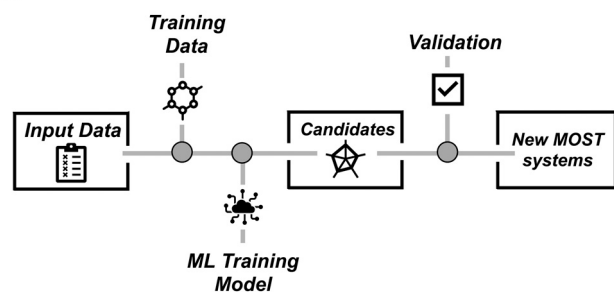 Training
Data
Validation
Input Data
Candidates
New MOST
systems
ML Training
Model